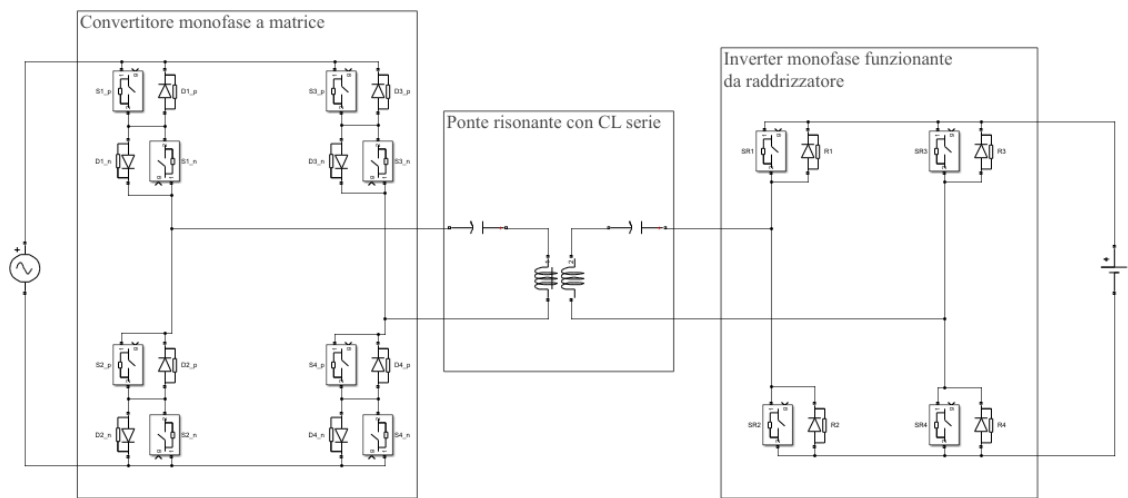 Convertitore monofase a matrice
Inverter monofase funzionante
da raddrizzatore
Ponte risonante con CL serie
S1_p
D1_p
S3_p
D3_p
D1_n
S1_n
D3_n
S3_n
SR1
R1
SR3
R3
S2_p
D2_p
S4_p
D4_p
D2_n
S2_n
D4_n
S4_n
SR2
R2
SR4
R4